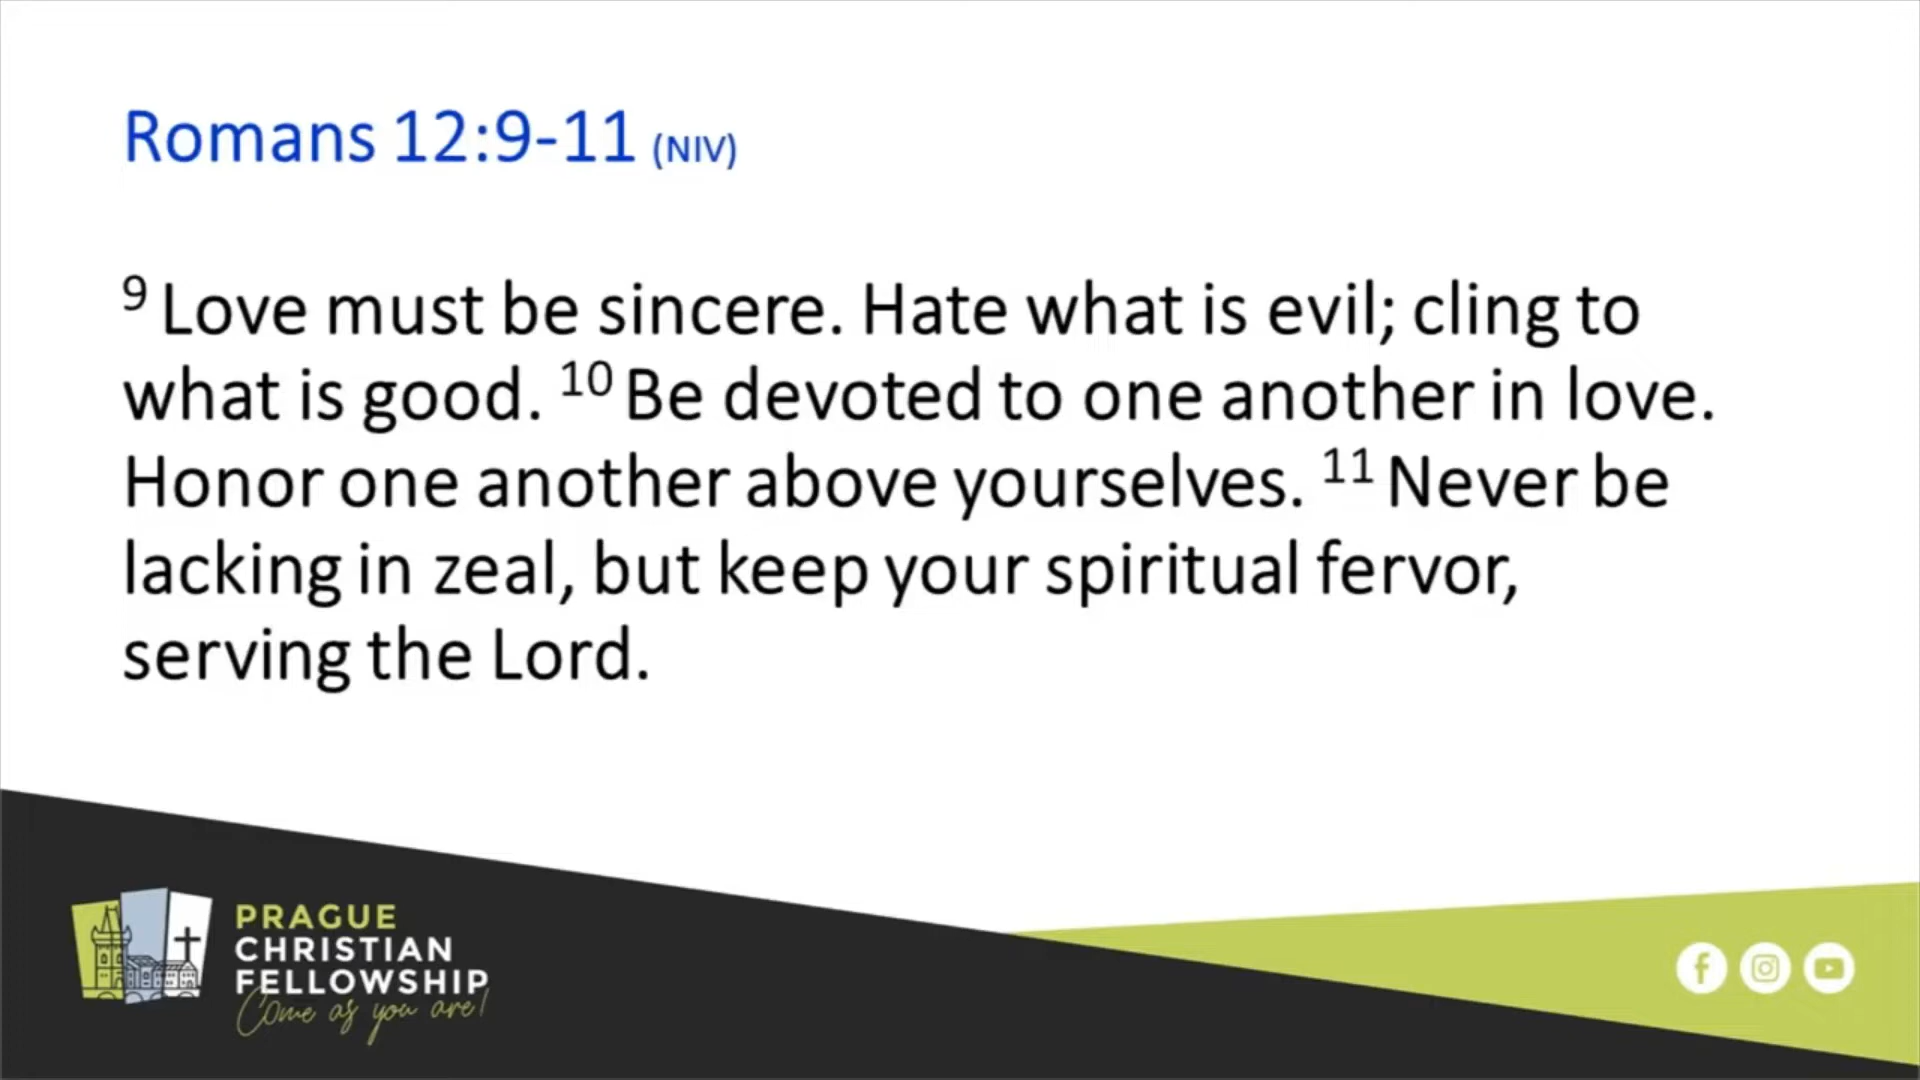 Romans 12:9-11 (NIV)
9 Love must be sincere. Hate what is evil; cling to
what is good. 10 Be devoted to one another in love.
Honor one another above yourselves. 11 Never be
lacking in zeal, but keep your spiritual fervor,
serving the Lord.
PRAGUE
CHRISTIAN
FELLOWSHIP
Come as you are!